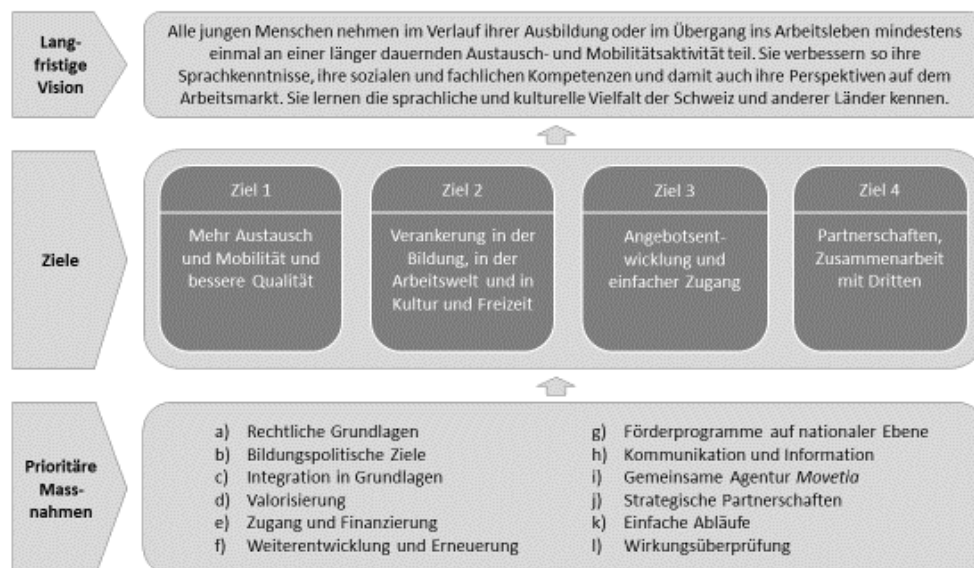 Lang-
fristige
Vision
Alle jungen Menschen nehmen im Verlauf ihrer Ausbildung oder im Übergang ins Arbeitsleben mindestens
einmal an einer länger dauernden Austausch- und Mobilitätsaktivität teil. Sie verbessern so ihre
Sprachkenntnisse, ihre sozialen und fachlichen Kompetenzen und damit auch ihre Perspektiven auf dem
Arbeitsmarkt. Sie lernen die sprachliche und kulturelle Vielfalt der Schweiz und anderer Länder kennen.
Ziele
Ziel 1
Mehr Austausch
und Mobilität und
bessere Qualität
Ziel 2
Verankerung in der
Bildung, in der
Arbeitswelt und in
Kultur und Freizeit
Ziel 3
Angebotsent-
wicklung und
einfacher Zugang
Ziel 4
Partnerschaften,
Zusammenarbeit
mit Dritten
Prioritäre
Mass-
nahmen
a) Rechtliche Grundlagen
b) Bildungspolitische Ziele
c) Integration in Grundlagen
d) Valorisierung
e) Zugang und Finanzierung
f) Weiterentwicklung und Erneuerung
g) Förderprogramme auf nationaler Ebene
h) Kommunikation und Information
i) Gemeinsame Agentur Movetia
j) Strategische Partnerschaften
k) Einfache Abläufe
l) Wirkungsüberprüfung